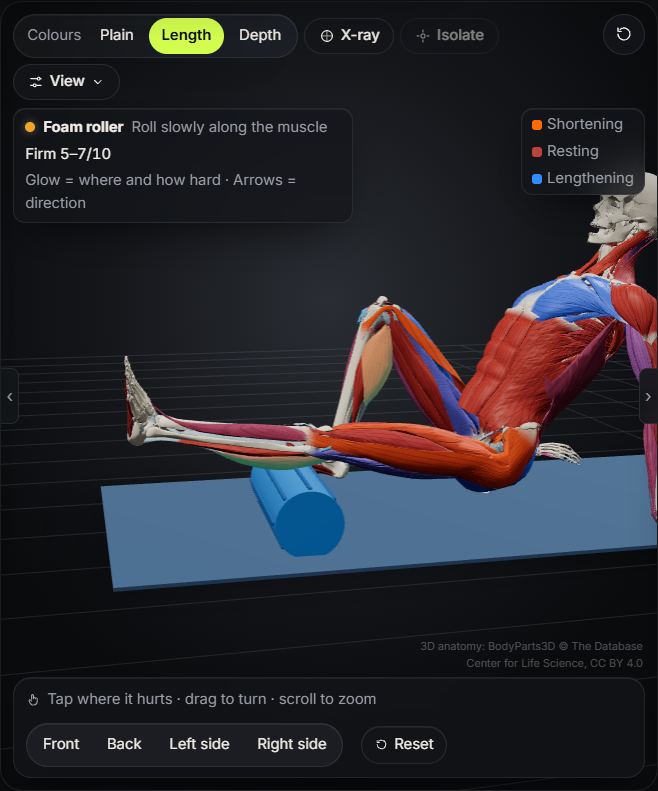 Colours Plain Length Depth X-ray Isolate
View
Foam roller Roll slowly along the muscle
Firm 5–7/10
Glow = where and how hard · Arrows =
direction
Shortening
Resting
Lengthening
3D anatomy: BodyParts3D © The Database
Center for Life Science, CC BY 4.0
Tap where it hurts · drag to turn · scroll to zoom
Front Back Left side Right side Reset